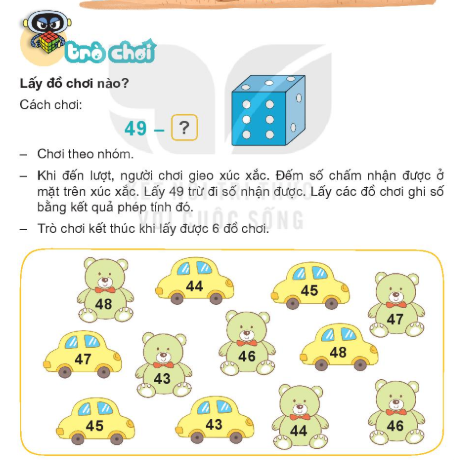 trò chơi
Lấy đồ chơi nào?
Cách chơi:
49 – ?
– Chơi theo nhóm.
– Khi đến lượt, người chơi gieo xúc xắc. Đếm số chấm nhận được ở
mặt trên xúc xắc. Lấy 49 trừ đi số nhận được. Lấy các đồ chơi ghi số
bằng kết quả phép tính đó.
CUỘC SỐNG
– Trò chơi kết thúc khi lấy được 6 đồ chơi.
48
44
45
47
47
43
46
48
45
43
44
46